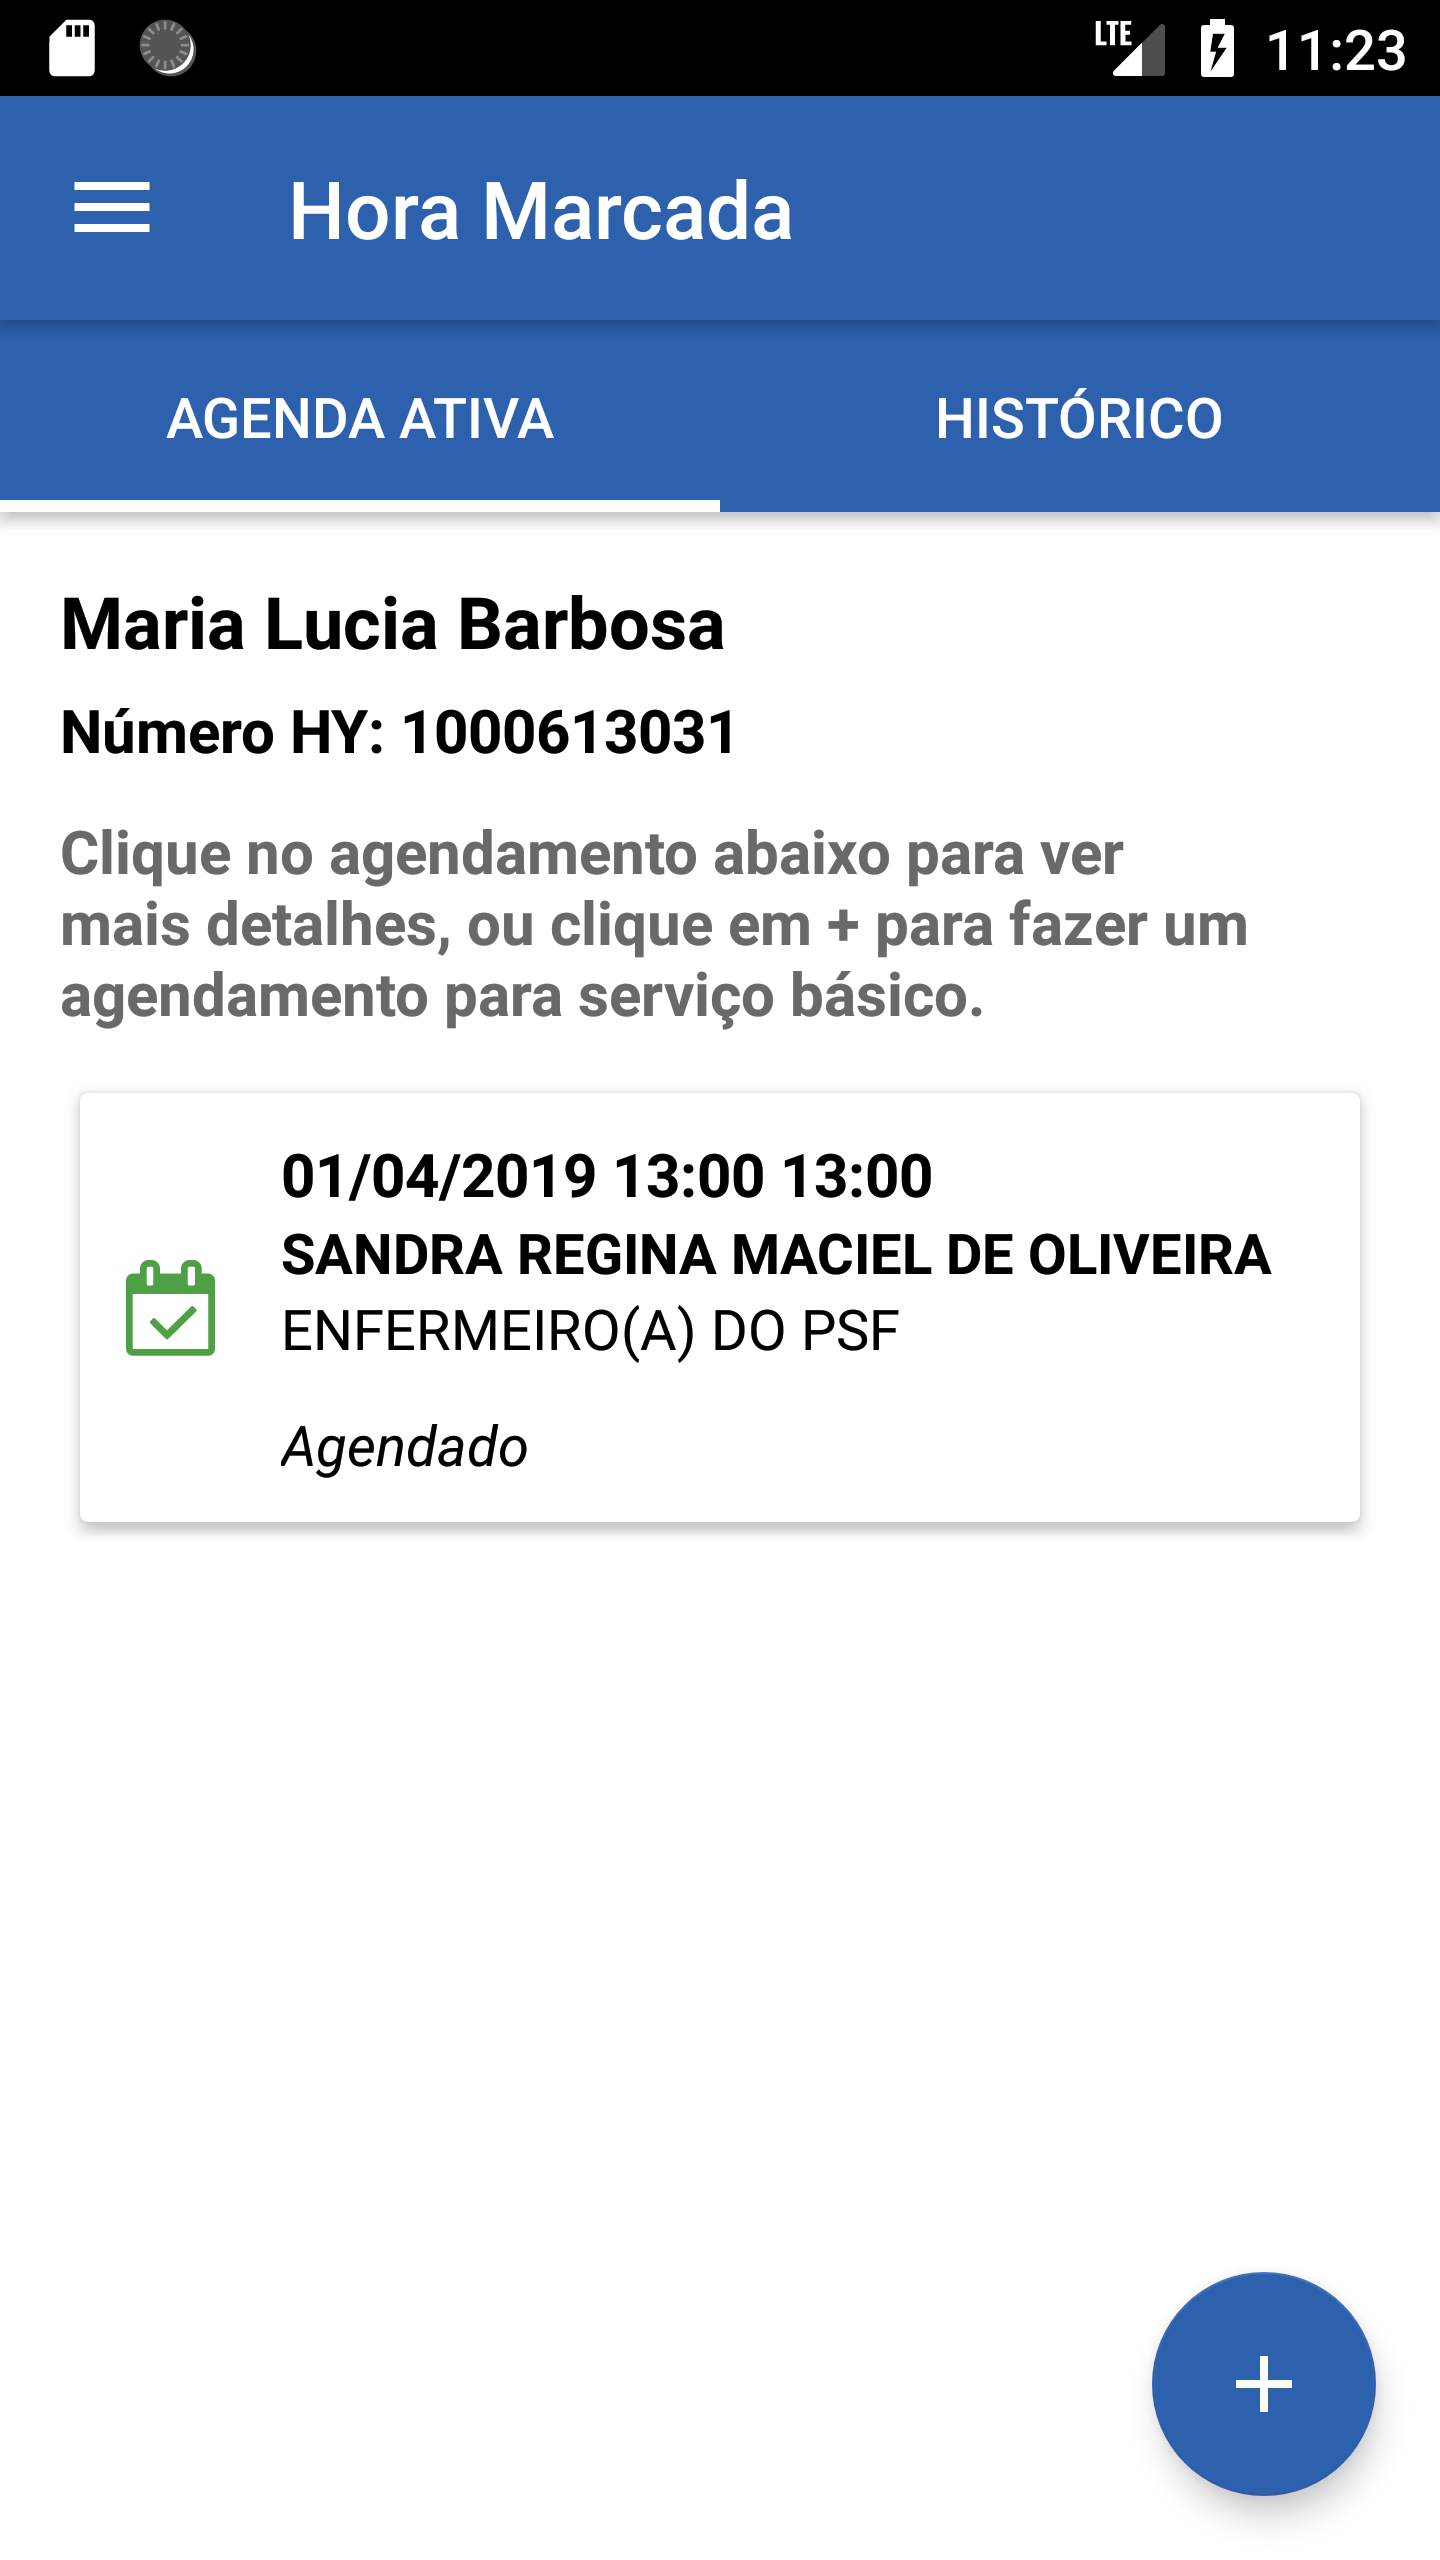 LTE 11:23
Hora Marcada
AGENDA ATIVA HISTÓRICO
Maria Lucia Barbosa
Número HY: 1000613031
Clique no agendamento abaixo para ver
mais detalhes, ou clique em + para fazer um
agendamento para serviço básico.
01/04/2019 13:00 13:00
SANDRA REGINA MACIEL DE OLIVEIRA
ENFERMEIRO(A) DO PSF
Agendado
+